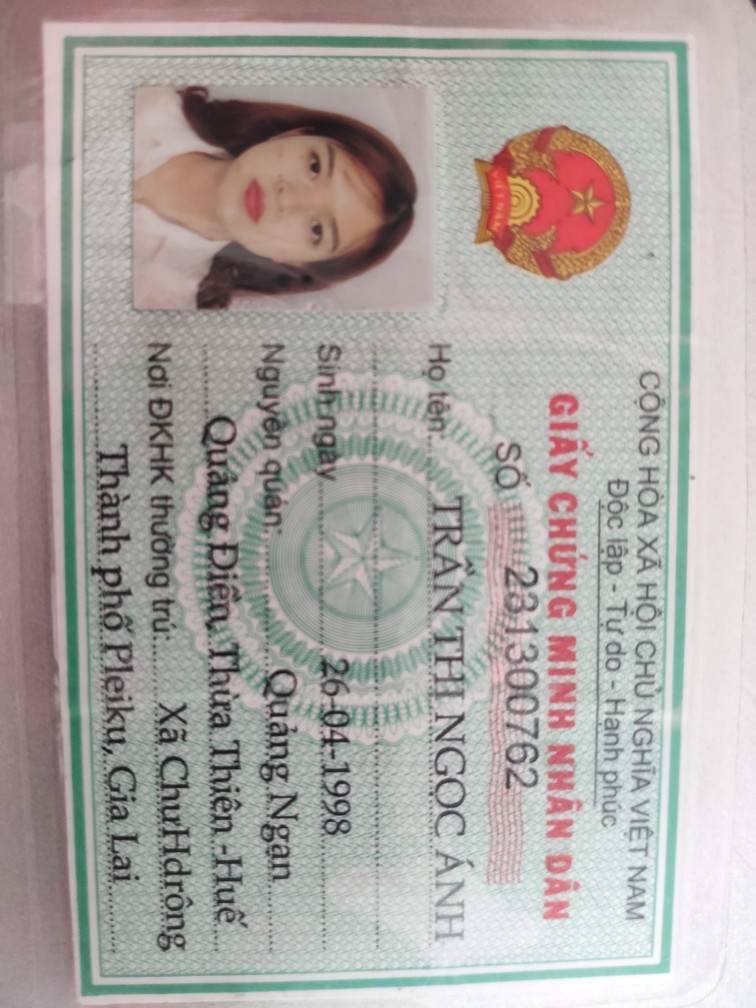 CỘNG HÒA XÃ HỘI CHỦ NGHĨA VIỆT NAM
Độc lập - Tự do - Hạnh phúc
GIẤY CHỨNG MINH NHÂN DÂN
SỐ 231300762
Họ tên: TRẦN THỊ NGỌC ÁNH
Sinh ngày 26-04-1998
Nguyên quán: Quảng Ngạn
Quảng Điền, Thừa Thiên -Huế
Nơi ĐKHK thường trú: Xã ChưHdrông
Thành phố Pleiku, Gia Lai
VIỆT NAM